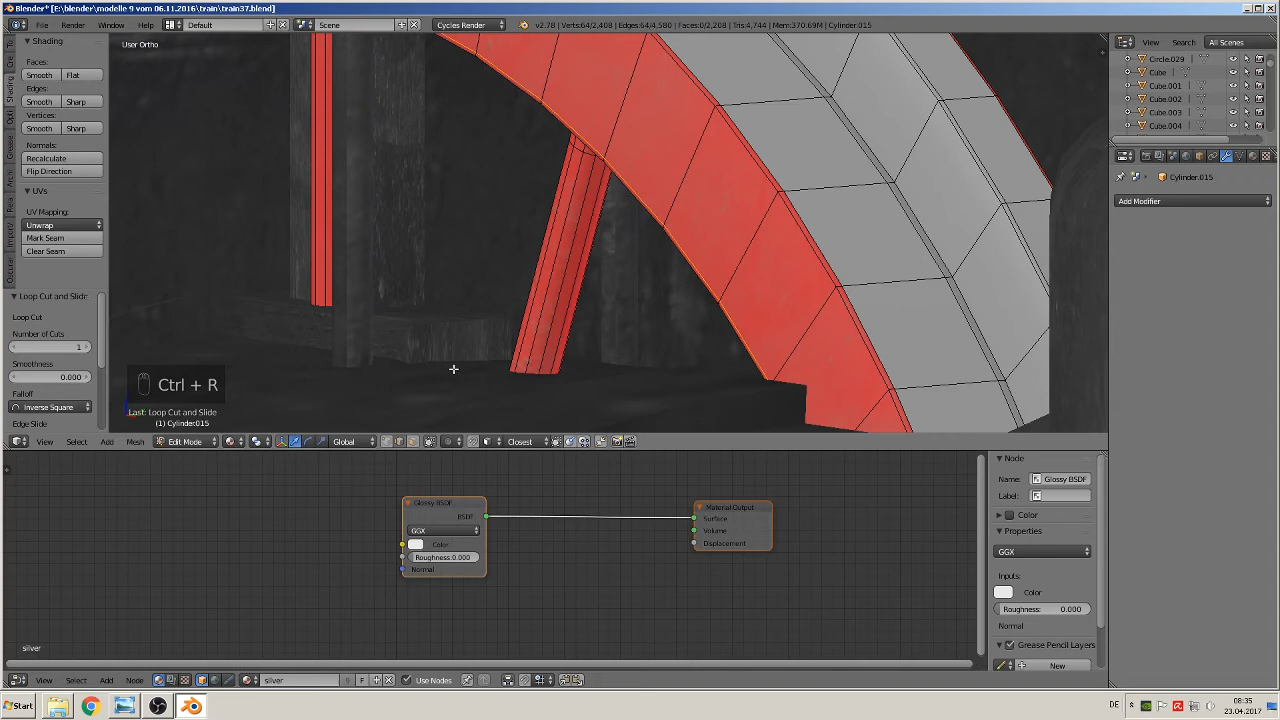 Blender* [E:\blender\modelle 9 vom 06.11.2016\train\train37.blend]
File Render Window Help Default Scene Cycles Render v2.78 | Verts:64/2,408 | Edges:64/4,580 | Faces:0/2,208 | Tris:4,744 | Mem:370.69M | Cylinder.015
View Search All Scenes
User Ortho
Shading
Faces:
Smooth Flat
Edges:
Smooth Sharp
Vertices:
Smooth Sharp
Normals:
Recalculate
Flip Direction
UVs
UV Mapping:
Unwrap
Mark Seam
Clear Seam
Loop Cut and Slide
Loop Cut
Number of Cuts
1
Smoothness
0.000
Falloff
Inverse Square
Edge Slide
Ctrl + R
Last: Loop Cut and Slide
(1) Cylinder015
Circle.029
Cube
Cube.001
Cube.002
Cube.003
Cube.004
Cylinder.015
Add Modifier
View Select Add Mesh Edit Mode Global Closest
Glossy BSDF
BSDF
GGX
Color
Roughness:0.000
Normal
Material Output
Surface
Volume
Displacement
silver
Node
Name: Glossy BSDF
Label:
Color
Properties
GGX
Inputs:
Color
Roughness: 0.000
Normal
Grease Pencil Layers
New
View Select Add Node silver F Use Nodes
Start DE 08:35
23.04.2017